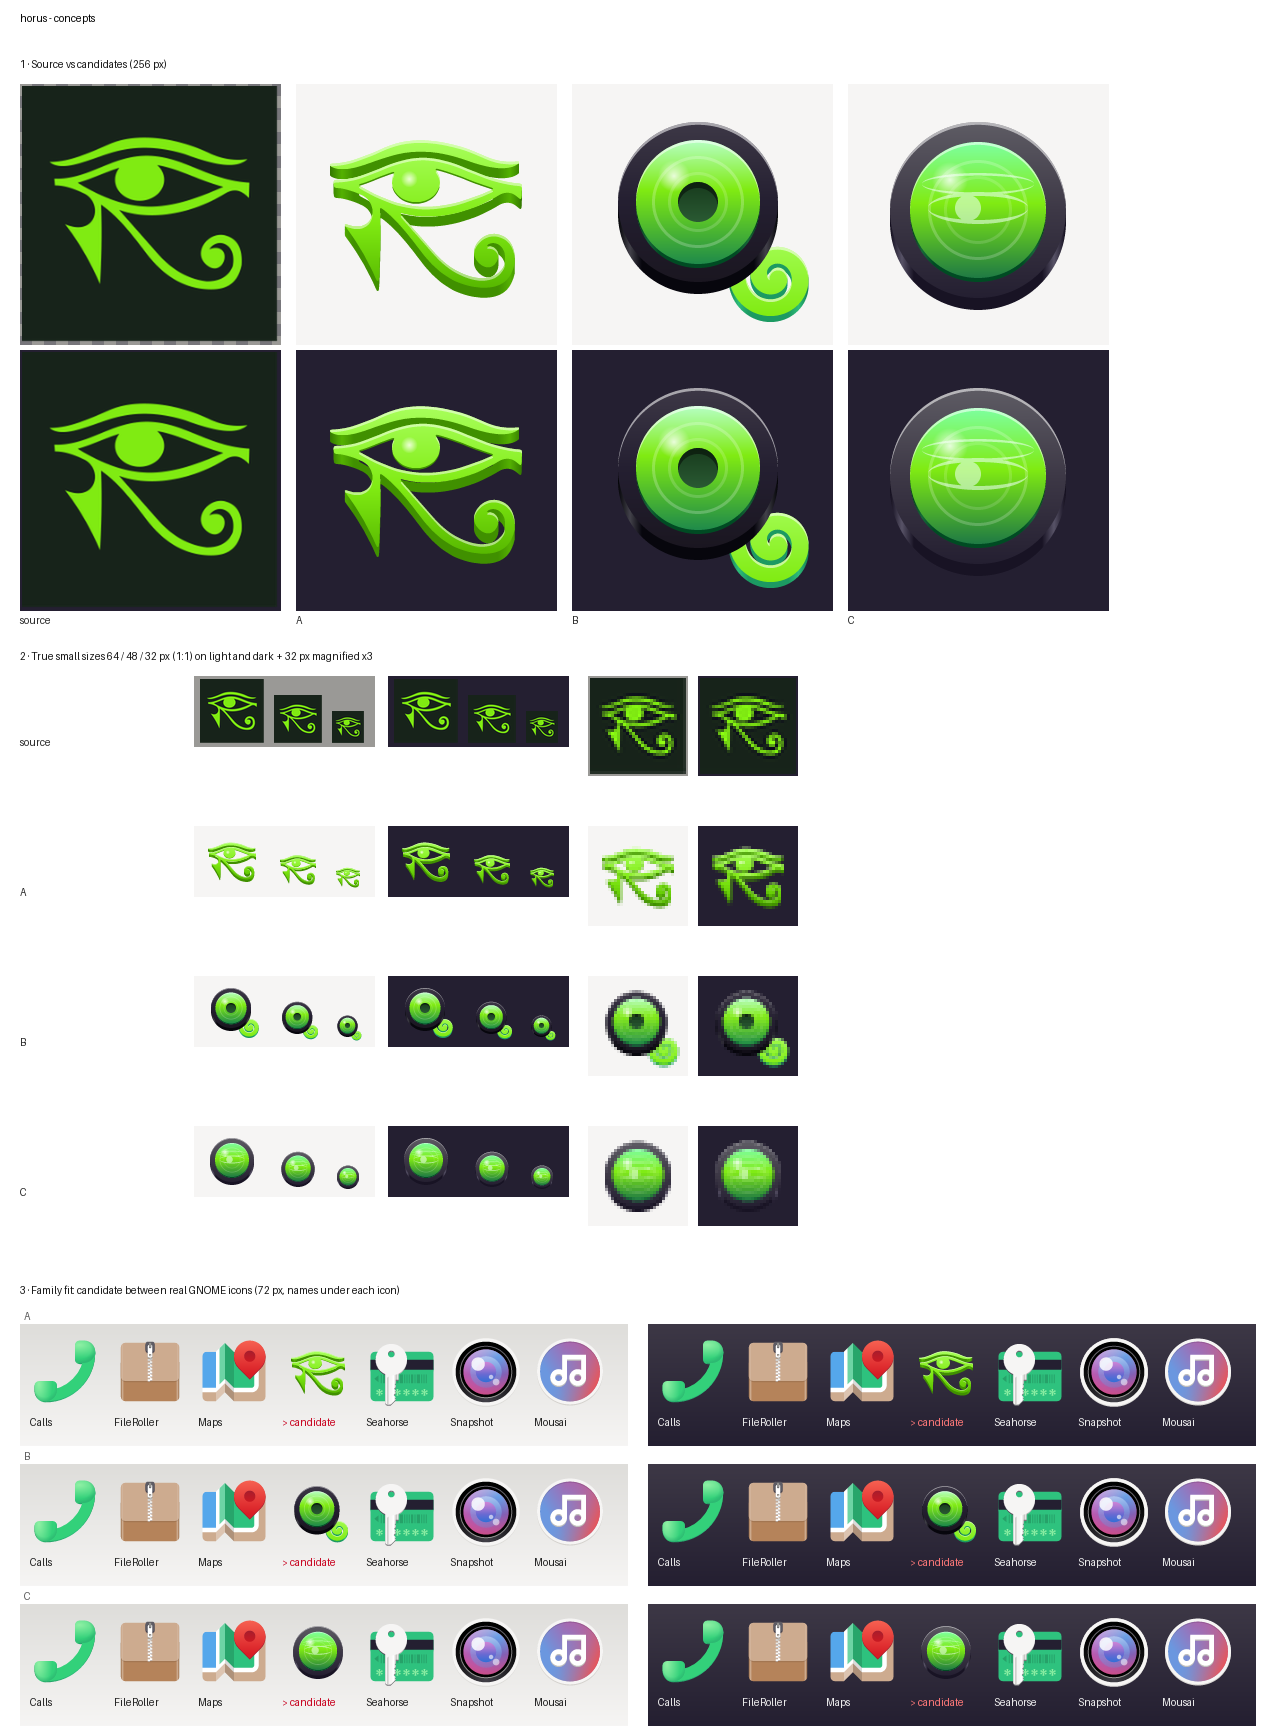 horus - concepts
1 · Source vs candidates (256 px)
source
A
B
C
2 · True small sizes 64 / 48 / 32 px (1:1) on light and dark + 32 px magnified x3
source
A
B
C
3 · Family fit: candidate between real GNOME icons (72 px, names under each icon)
A
Calls FileRoller Maps > candidate Seahorse Snapshot Mousai
Calls FileRoller Maps > candidate Seahorse Snapshot Mousai
B
Calls FileRoller Maps > candidate Seahorse Snapshot Mousai
Calls FileRoller Maps > candidate Seahorse Snapshot Mousai
C
Calls FileRoller Maps > candidate Seahorse Snapshot Mousai
Calls FileRoller Maps > candidate Seahorse Snapshot Mousai